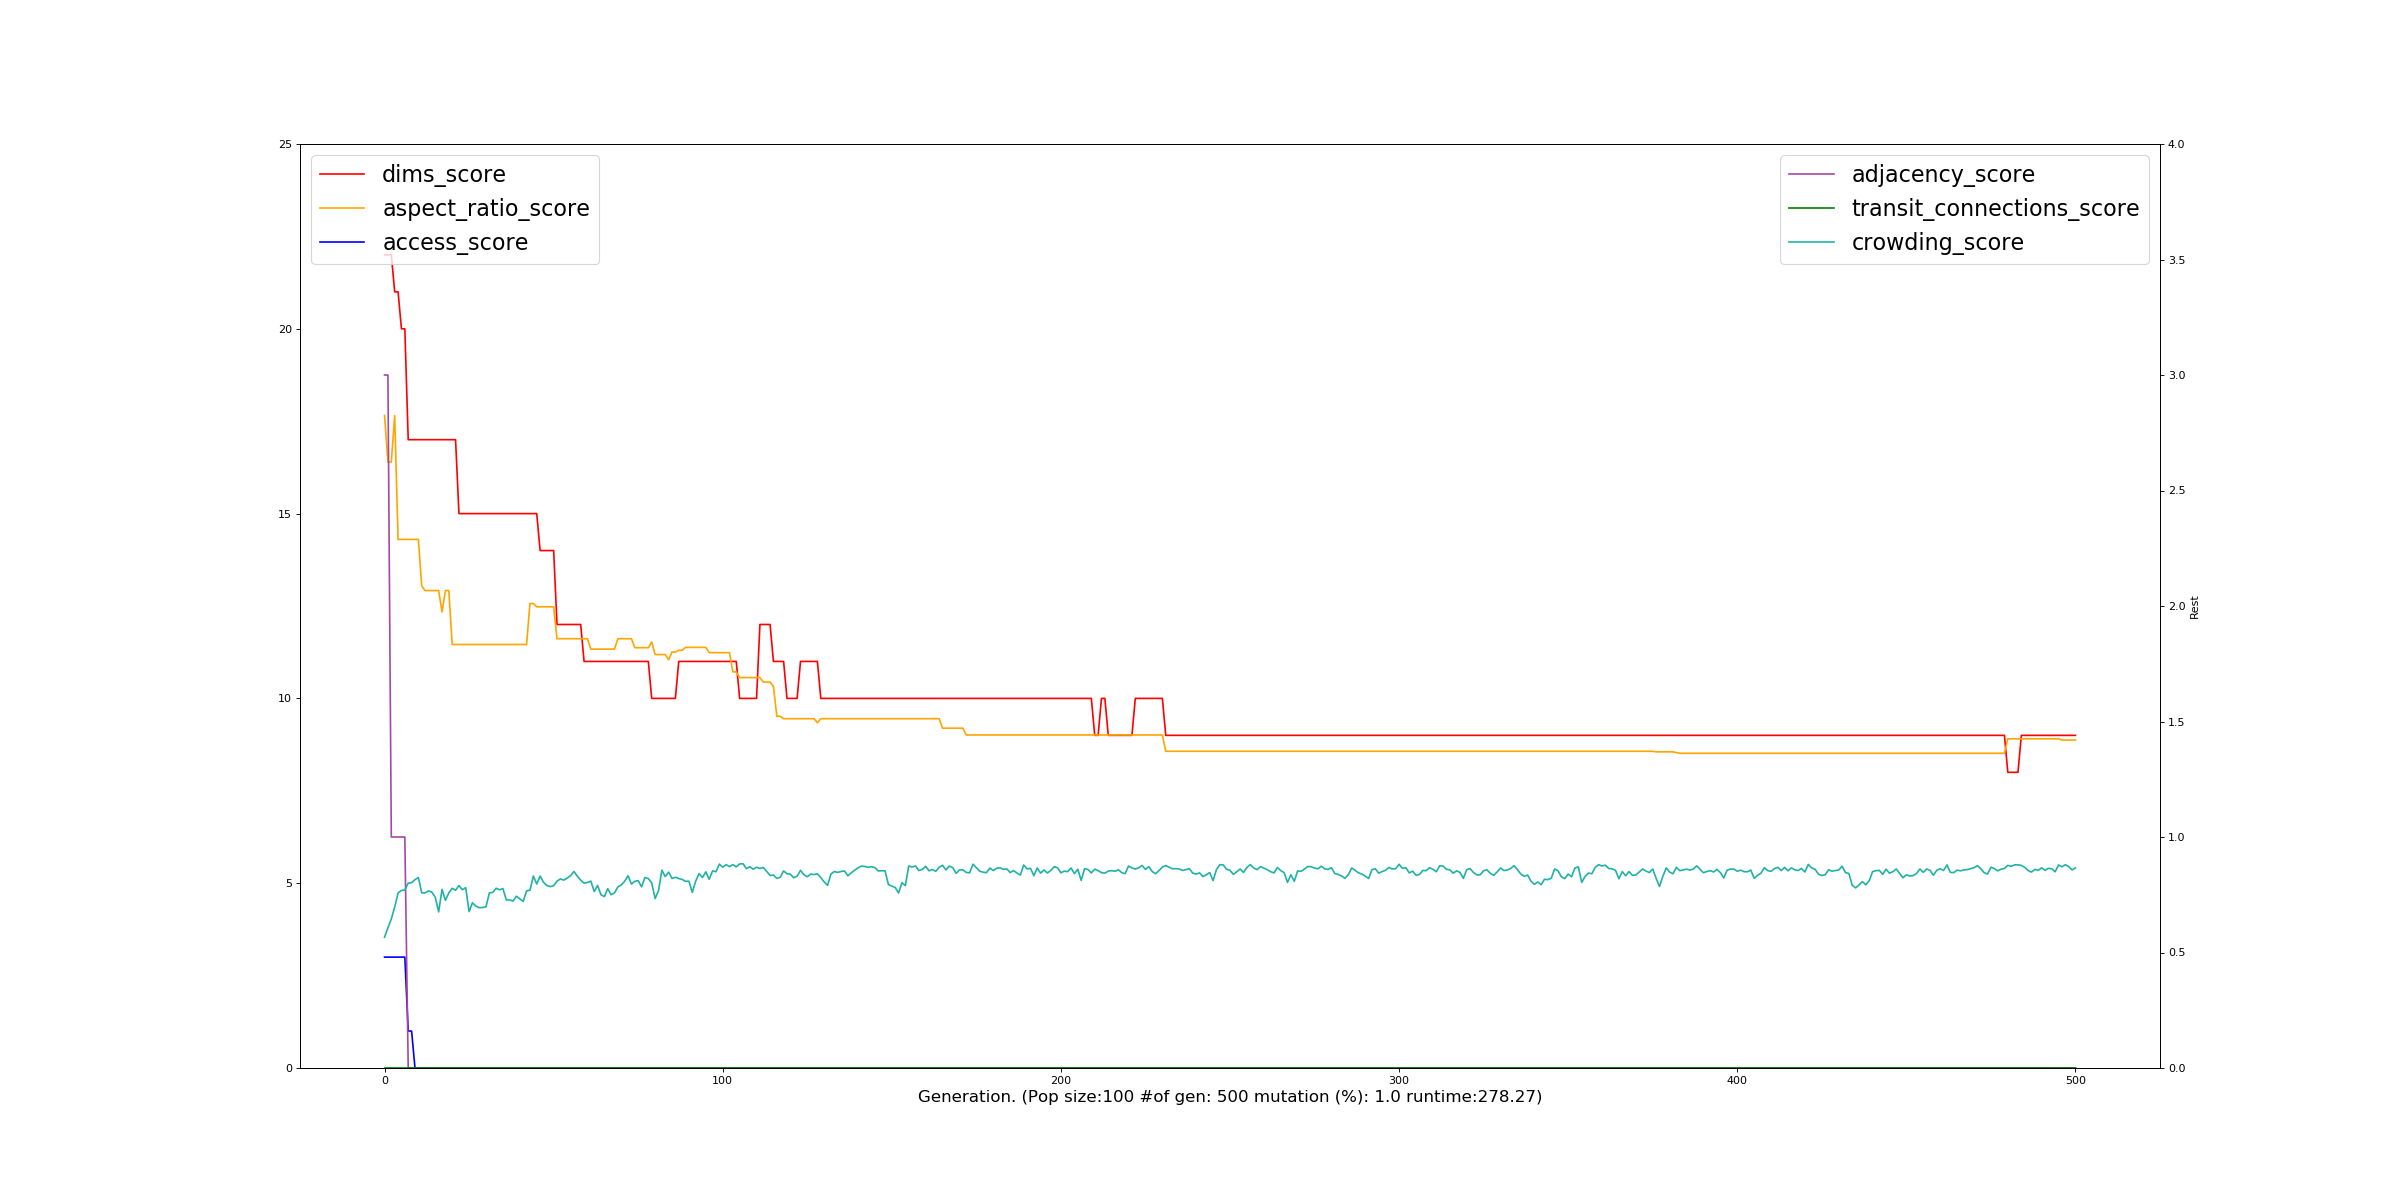 25
20
15
10
5
0
dims_score
aspect_ratio_score
access_score
adjacency_score
transit_connections_score
crowding_score
4.0
3.5
3.0
2.5
2.0
1.5
1.0
0.5
0.0
Rest
0 100 200 300 400 500
Generation. (Pop size:100 #of gen: 500 mutation (%): 1.0 runtime:278.27)